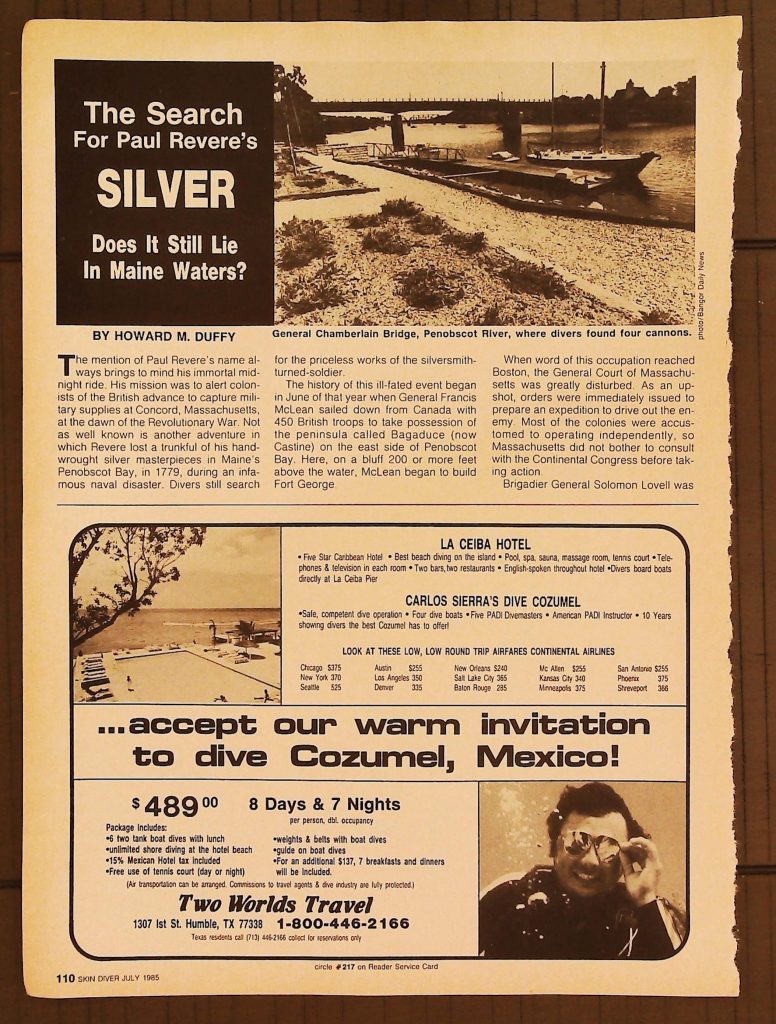 The Search
For Paul Revere's
SILVER
Does It Still Lie
In Maine Waters?
photo/Bangor Daily News
BY HOWARD M. DUFFY
General Chamberlain Bridge, Penobscot River, where divers found four cannons.
The mention of Paul Revere's name al-
ways brings to mind his immortal mid-
night ride. His mission was to alert colon-
ists of the British advance to capture mili-
tary supplies at Concord, Massachusetts,
at the dawn of the Revolutionary War. Not
as well known is another adventure in
which Revere lost a trunkful of his hand-
wrought silver masterpieces in Maine's
Penobscot Bay, in 1779, during an infa-
mous naval disaster. Divers still search
for the priceless works of the silversmith-
turned-soldier.
The history of this ill-fated event began
in June of that year when General Francis
McLean sailed down from Canada with
450 British troops to take possession of
the peninsula called Bagaduce (now
Castine) on the east side of Penobscot
Bay. Here, on a bluff 200 or more feet
above the water, McLean began to build
Fort George.
When word of this occupation reached
Boston, the General Court of Massachu-
setts was greatly disturbed. As an up-
shot, orders were immediately issued to
prepare an expedition to drive out the en-
emy. Most of the colonies were accus-
tomed to operating independently, so
Massachusetts did not bother to consult
with the Continental Congress before tak-
ing action.
Brigadier General Solomon Lovell was
LA CEIBA HOTEL
• Five Star Caribbean Hotel • Best beach diving on the island • Pool, spa, sauna, massage room, tennis court • Tele-
phones & television in each room • Two bars, two restaurants • English-spoken throughout hotel •Divers board boats
directly at La Ceiba Pier
CARLOS SIERRA'S DIVE COZUMEL
•Safe, competent dive operation • Four dive boats •Five PADI Divemasters • American PADI Instructor • 10 Years
showing divers the best Cozumel has to offer!
LOOK AT THESE LOW, LOW ROUND TRIP AIRFARES CONTINENTAL AIRLINES
Chicago $375 Austin $255 New Orleans $240 Mc Allen $255 San Antonio $255
New York 370 Los Angeles 350 Salt Lake City 365 Kansas City 340 Phoenix 375
Seattle 525 Denver 335 Baton Rouge 285 Minneapolis 375 Shreveport 366
...accept our warm invitation
to dive Cozumel, Mexico!
$489.00 8 Days & 7 Nights
per person, dbl. occupancy
Package includes:
•6 two tank boat dives with lunch
•unlimited shore diving at the hotel beach
•15% Mexican Hotel tax included
•Free use of tennis court (day or night)
•weights & belts with boat dives
•guide on boat dives
•For an additional $137, 7 breakfasts and dinners
will be included.
(Air transportation can be arranged. Commissions to travel agents & dive industry are fully protected.)
Two Worlds Travel
1307 Ist St. Humble, TX 77338 1-800-446-2166
Texas residents call (713) 446-2166 collect for reservations only
circle #217 on Reader Service Card
110 SKIN DIVER JULY 1985